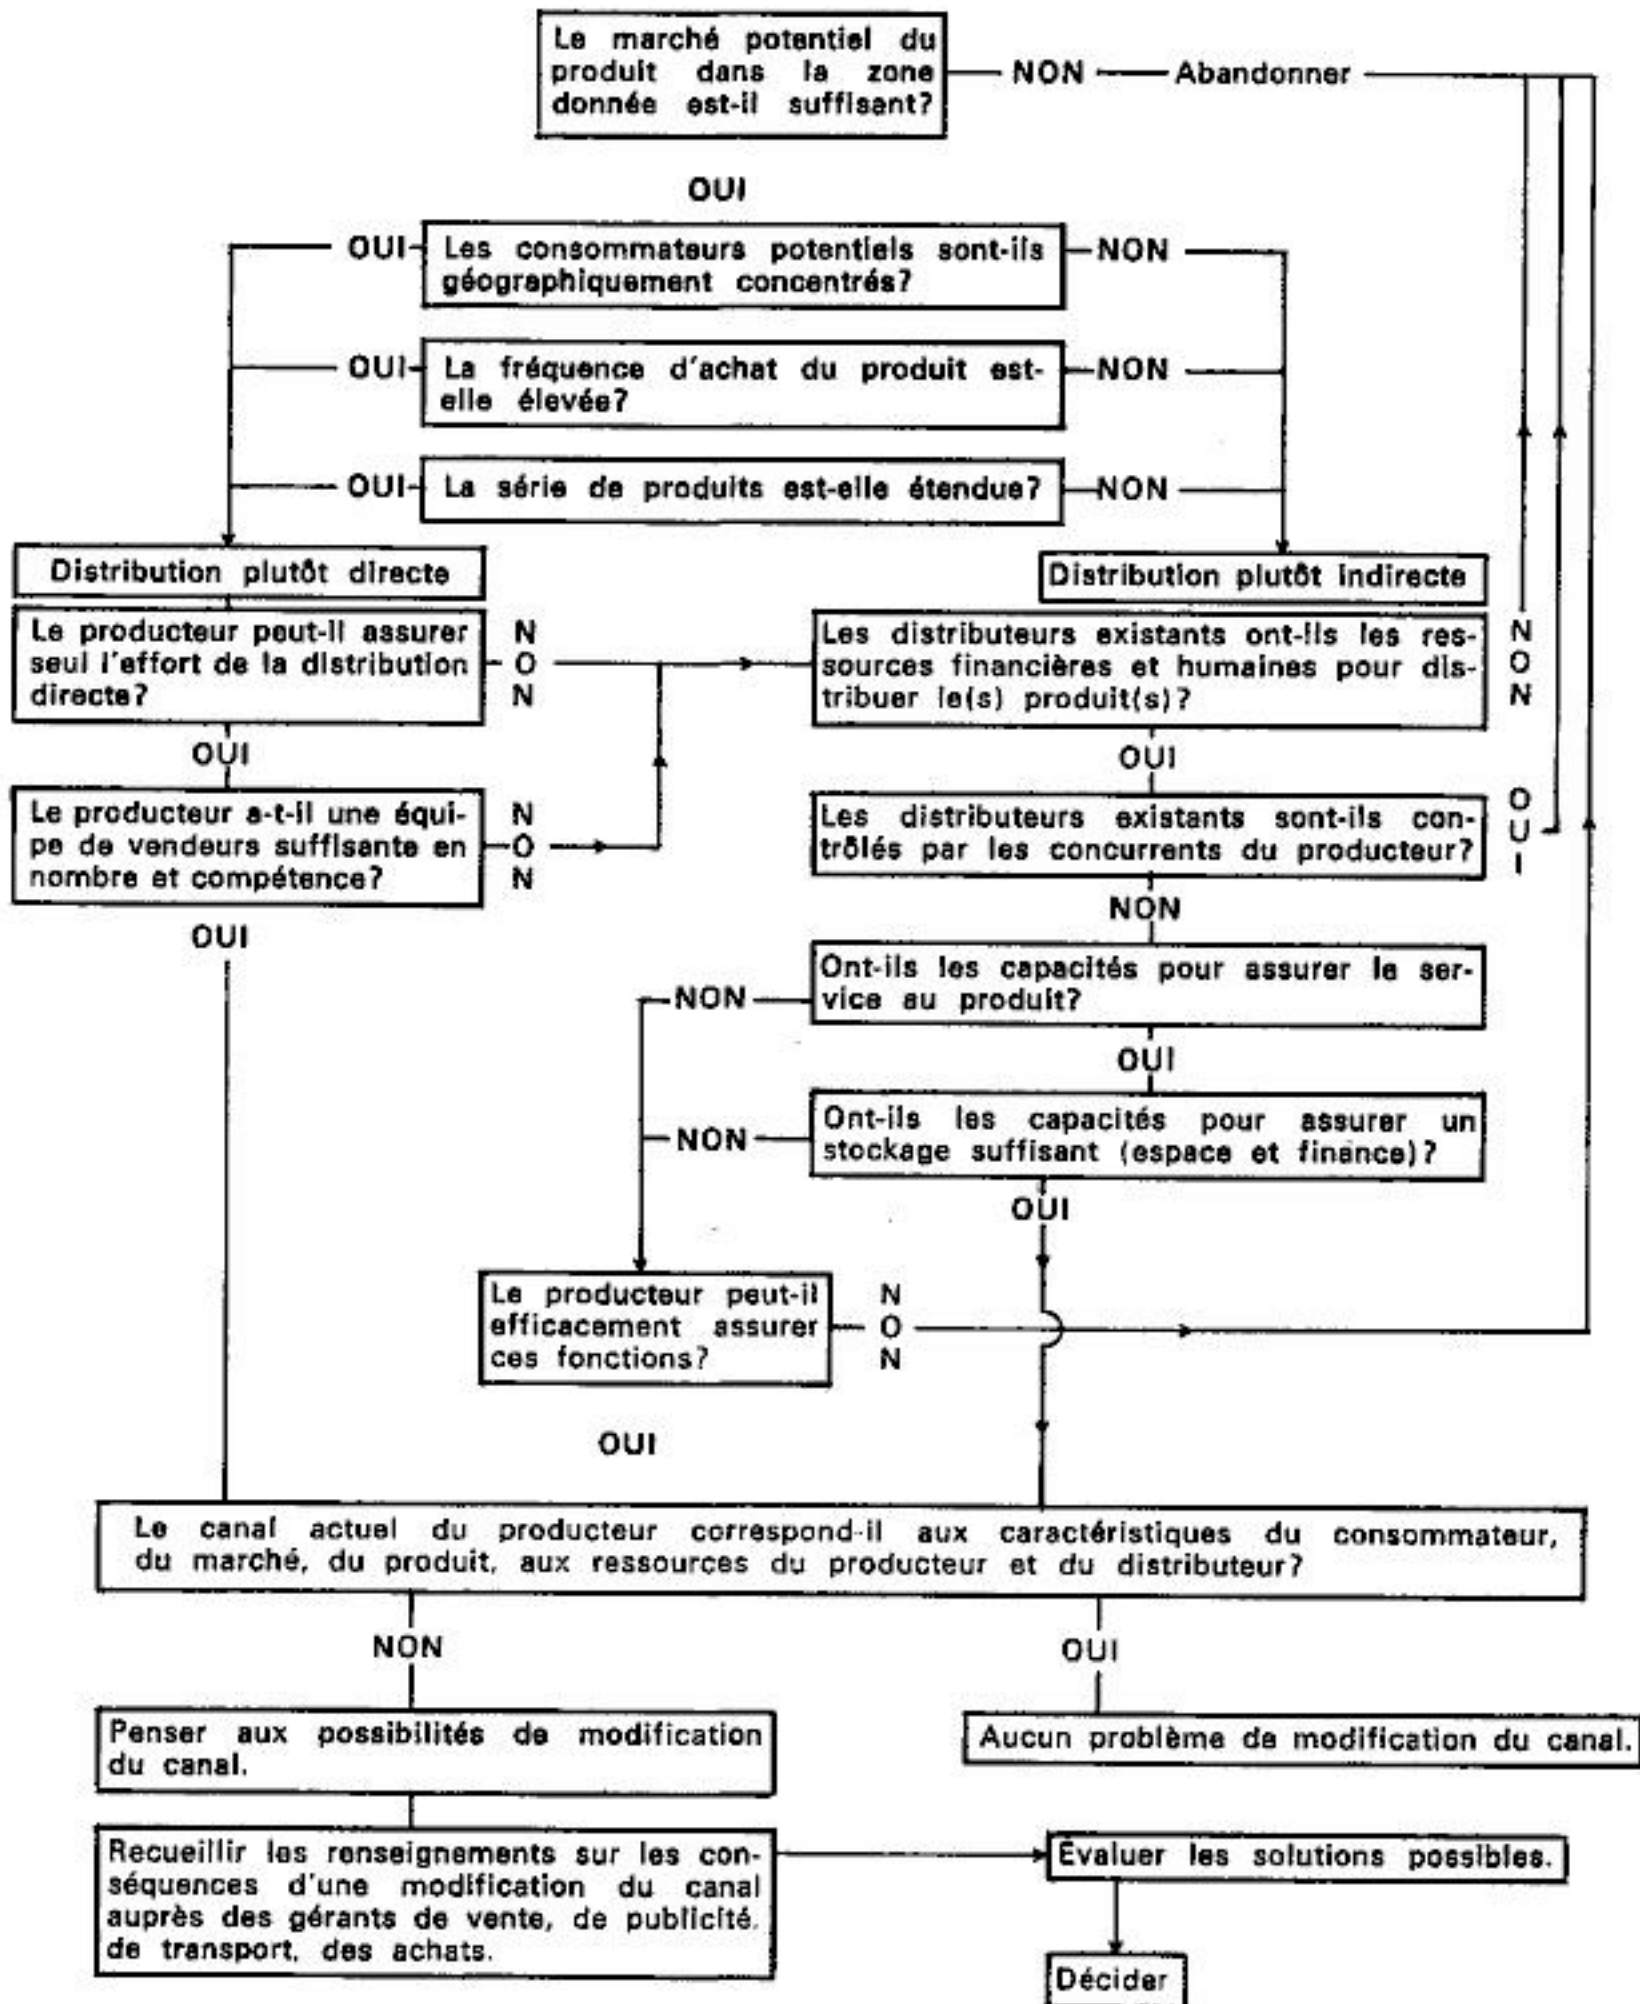 Le marché potentiel du
produit dans la zone
donnée est-il suffisant?
NON
Abandonner
OUI
OUI
Les consommateurs potentiels sont-ils
géographiquement concentrés?
NON
OUI
La fréquence d'achat du produit est-
elle élevée?
NON
OUI
La série de produits est-elle étendue?
NON
Distribution plutôt directe
Distribution plutôt indirecte
Le producteur peut-il assurer
seul l'effort de la distribution
directe?
NON
Les distributeurs existants ont-ils les res-
sources financières et humaines pour dis-
tribuer le(s) produit(s)?
NON
OUI
OUI
Le producteur a-t-il une équi-
pe de vendeurs suffisante en
nombre et compétence?
NON
Les distributeurs existants sont-ils con-
trôlés par les concurrents du producteur?
OUI
OUI
NON
Ont-ils les capacités pour assurer le ser-
vice au produit?
NON
OUI
Ont-ils les capacités pour assurer un
stockage suffisant (espace et finance)?
NON
OUI
Le producteur peut-il
efficacement assurer
ces fonctions?
NON
OUI
Le canal actuel du producteur correspond-il aux caractéristiques du consommateur,
du marché, du produit, aux ressources du producteur et du distributeur?
NON
OUI
Penser aux possibilités de modification
du canal.
Aucun problème de modification du canal.
Recueillir les renseignements sur les con-
séquences d'une modification du canal
auprès des gérants de vente, de publicité,
de transport, des achats.
Évaluer les solutions possibles.
Décider